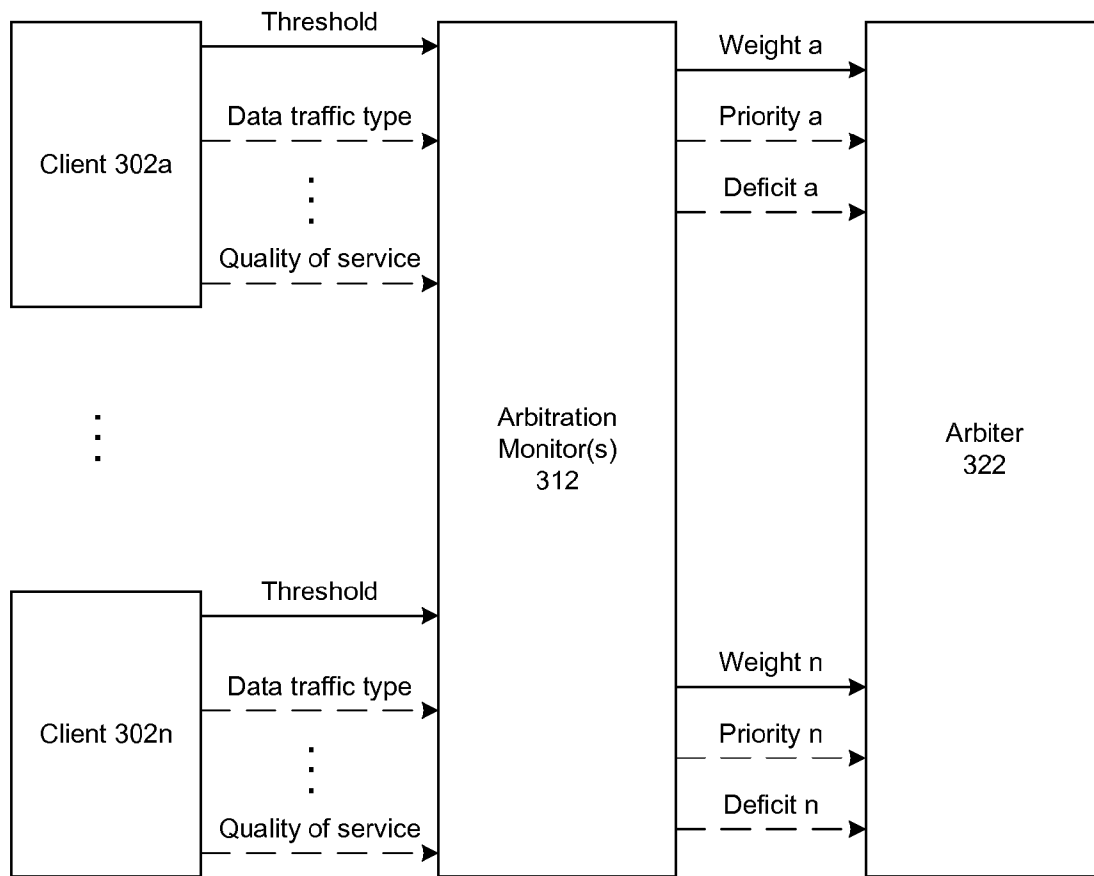 Threshold
Data traffic type
Client 302a
Quality of service
Weight a
Priority a
Deficit a
Arbitration
Monitor(s)
312
Arbiter
322
Threshold
Data traffic type
Client 302n
Quality of service
Weight n
Priority n
Deficit n